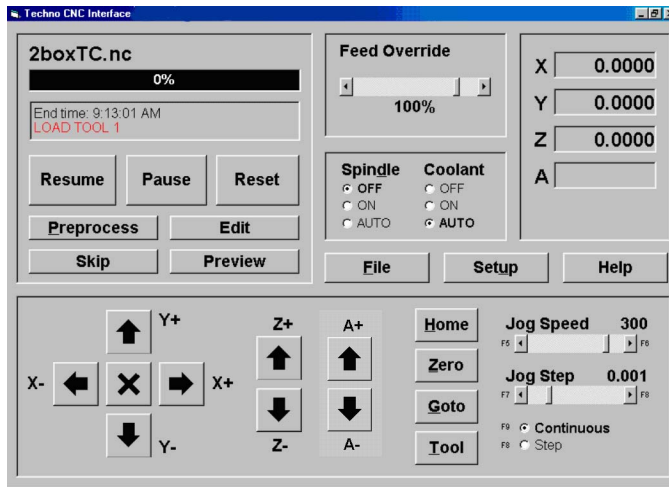 Techno CNC Interface
2boxTC.nc
0%
End time: 9:13:01 AM
LOAD TOOL 1
Resume Pause Reset
Preprocess Edit
Skip Preview
Feed Override
100%
Spindle Coolant
OFF OFF
ON ON
AUTO AUTO
X 0.0000
Y 0.0000
Z 0.0000
A
File Setup Help
Y+
X- X+
Y-
Z+ A+
Z- A-
Home
Zero
Goto
Tool
Jog Speed 300
F5 F6
Jog Step 0.001
F7 F8
F9 Continuous
F8 Step